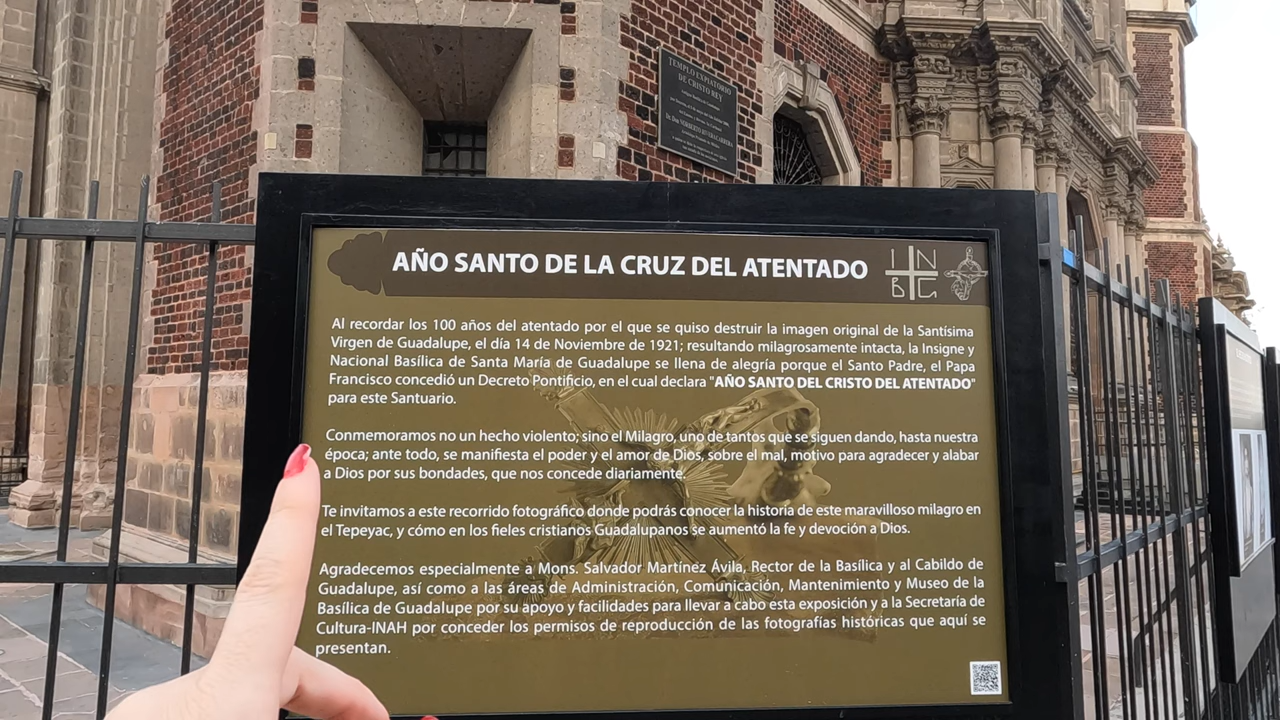 TEMPLO EXPIATORIO
DE CRISTO REY
AÑO SANTO DE LA CRUZ DEL ATENTADO
I N
B G
Al recordar los 100 años del atentado por el que se quiso destruir la imagen original de la Santísima
Virgen de Guadalupe, el día 14 de Noviembre de 1921; resultando milagrosamente intacta, la Insigne y
Nacional Basílica de Santa María de Guadalupe se llena de alegría porque el Santo Padre, el Papa
Francisco concedió un Decreto Pontificio, en el cual declara "AÑO SANTO DEL CRISTO DEL ATENTADO"
para este Santuario.
Conmemoramos no un hecho violento; sino el Milagro, uno de tantos que se siguen dando, hasta nuestra
época; ante todo, se manifiesta el poder y el amor de Dios, sobre el mal, motivo para agradecer y alabar
a Dios por sus bondades, que nos concede diariamente.
Te invitamos a este recorrido fotográfico donde podrás conocer la historia de este maravilloso milagro en
el Tepeyac, y cómo en los fieles cristianos Guadalupanos se aumentó la fe y devoción a Dios.
Agradecemos especialmente a Mons. Salvador Martínez Ávila, Rector de la Basílica y al Cabildo de
Guadalupe, así como a las áreas de Administración, Comunicación, Mantenimiento y Museo de la
Basílica de Guadalupe por su apoyo y facilidades para llevar a cabo esta exposición y a la Secretaría de
Cultura-INAH por conceder los permisos de reproducción de las fotografías históricas que aquí se
presentan.